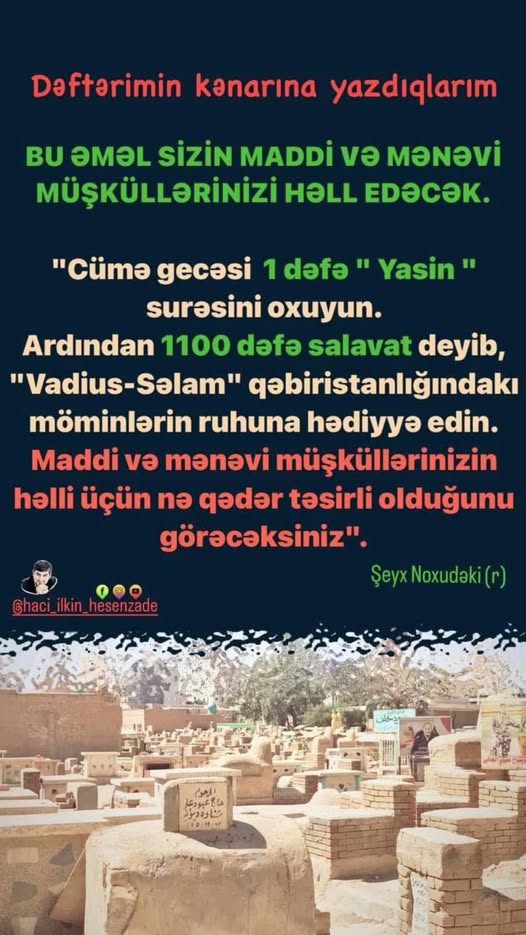 Dəftərimin kənarına yazdıqlarım
BU ƏMƏL SİZİN MADDİ VƏ MƏNƏVİ
MÜŞKÜLLƏRİNİZİ HƏLL EDƏCƏK.
"Cümə gecəsi 1 dəfə " Yasin "
surəsini oxuyun.
Ardından 1100 dəfə salavat deyib,
"Vadius-Səlam" qəbiristanlığındakı
möminlərin ruhuna hədiyyə edin.
Maddi və mənəvi müşküllərinizin
həlli üçün nə qədər təsirli olduğunu
görəcəksiniz".
Şeyx Noxudəki (r)
@haci_ilkin_hesenzade